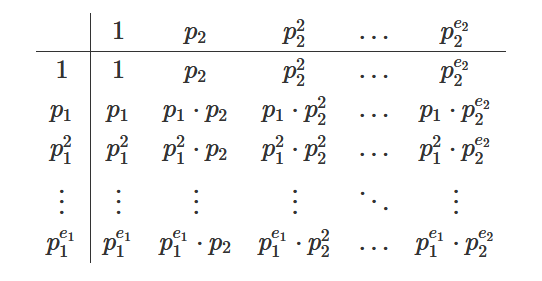 1 p₂ p₂² … p₂^{e₂}
1 1 p₂ p₂² … p₂^{e₂}
p₁ p₁ p₁ · p₂ p₁ · p₂² … p₁ · p₂^{e₂}
p₁² p₁² p₁² · p₂ p₁² · p₂² … p₁² · p₂^{e₂}
⋮ ⋮ ⋮ ⋮ ⋱ ⋮
p₁^{e₁} p₁^{e₁} p₁^{e₁} · p₂ p₁^{e₁} · p₂² … p₁^{e₁} · p₂^{e₂}